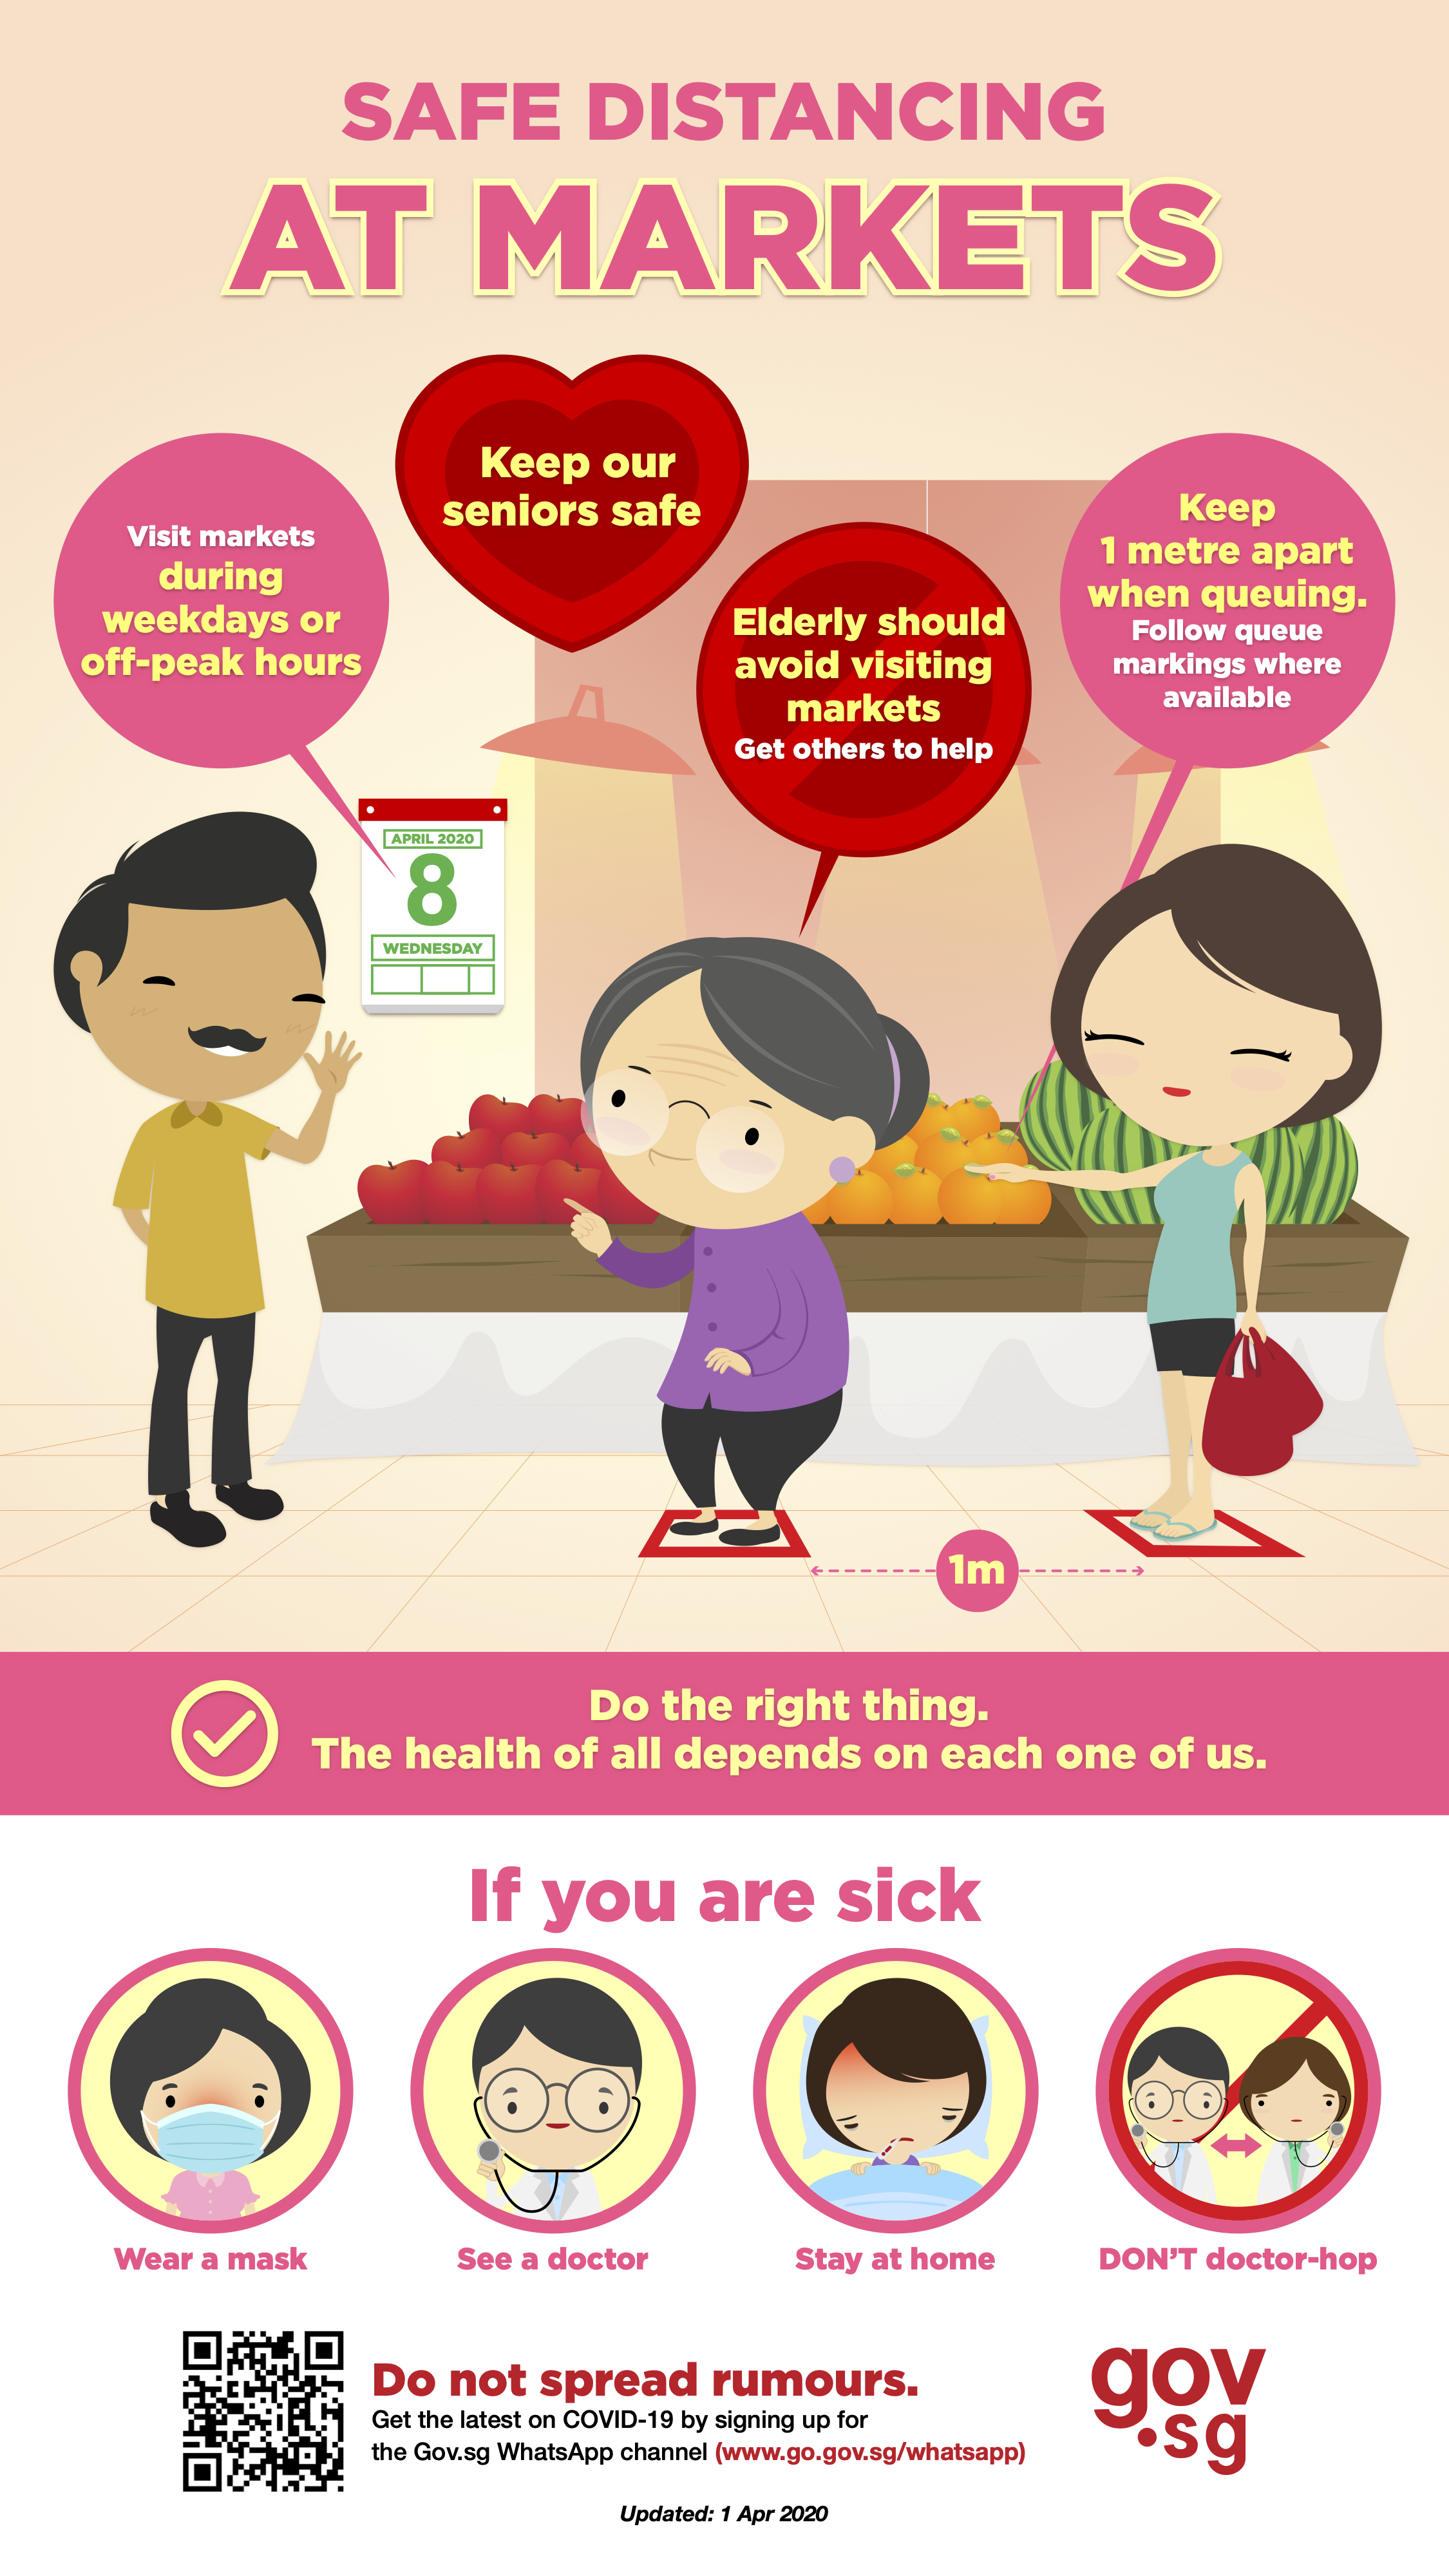 SAFE DISTANCING
AT MARKETS
Keep our
seniors safe
Visit markets
during
weekdays or
off-peak hours
Elderly should
avoid visiting
markets
Get others to help
Keep
1 metre apart
when queuing.
Follow queue
markings where
available
APRIL 2020
8
WEDNESDAY
1m
Do the right thing.
The health of all depends on each one of us.
If you are sick
Wear a mask
See a doctor
Stay at home
DON'T doctor-hop
Do not spread rumours.
Get the latest on COVID-19 by signing up for
the Gov.sg WhatsApp channel (www.go.gov.sg/whatsapp)
gov
.sg
Updated: 1 Apr 2020